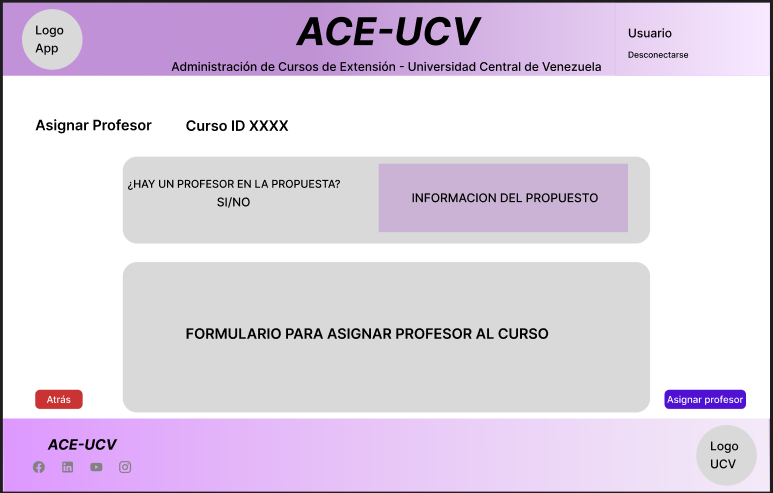 Logo
App
ACE-UCV
Administración de Cursos de Extensión - Universidad Central de Venezuela
Usuario
Desconectarse
Asignar Profesor
Curso ID XXXX
¿HAY UN PROFESOR EN LA PROPUESTA?
SI/NO
INFORMACION DEL PROPUESTO
FORMULARIO PARA ASIGNAR PROFESOR AL CURSO
Atrás
Asignar profesor
ACE-UCV
Logo
UCV